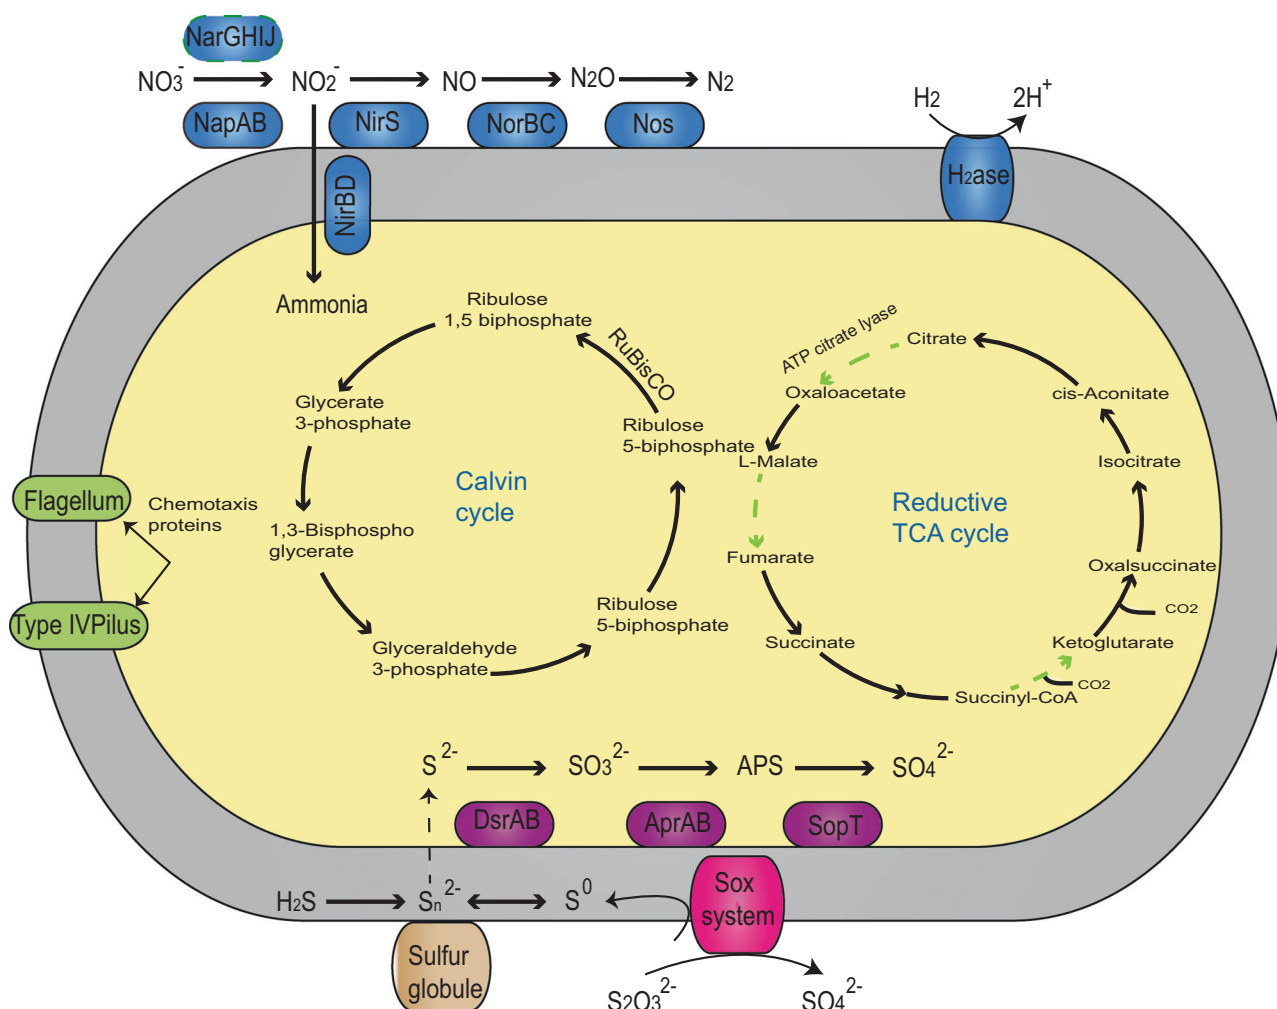 NarGHIJ
NO3- NO2- NO N2O N2
NapAB NirS NorBC Nos
H2 2H+
H2ase
NirBD
Ammonia
Ribulose
1,5 biphosphate
RuBisCO
Glycerate
3-phosphate
Ribulose
5-biphosphate
Calvin
cycle
1,3-Bisphospho
glycerate
Glyceraldehyde
3-phosphate
Ribulose
5-biphosphate
ATP citrate lyase
Citrate
Oxaloacetate
cis-Aconitate
L-Malate
Isocitrate
Reductive
TCA cycle
Fumarate
Oxalsuccinate
CO2
Succinate
Ketoglutarate
CO2
Succinyl-CoA
Flagellum
Chemotaxis
proteins
Type IVPilus
S2- SO32- APS SO42-
DsrAB AprAB SopT
H2S Sn2- S0
Sox
system
Sulfur
globule
S2O32- SO42-